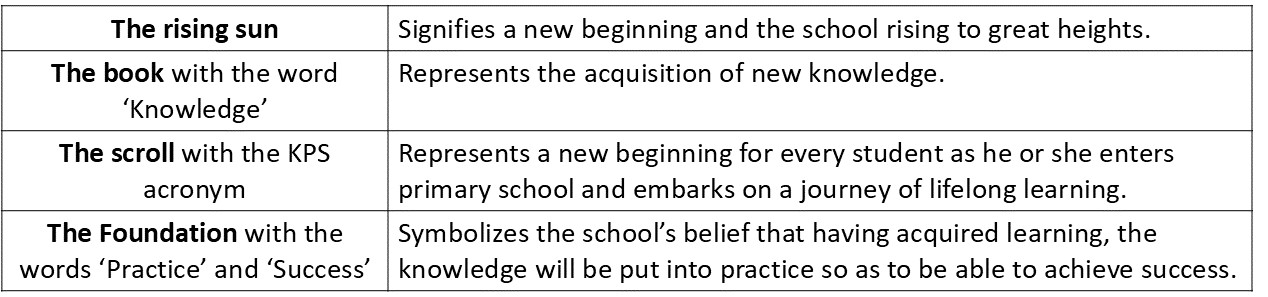 The rising sun
Signifies a new beginning and the school rising to great heights.
The book with the word
‘Knowledge’
Represents the acquisition of new knowledge.
The scroll with the KPS
acronym
Represents a new beginning for every student as he or she enters
primary school and embarks on a journey of lifelong learning.
The Foundation with the
words ‘Practice’ and ‘Success’
Symbolizes the school’s belief that having acquired learning, the
knowledge will be put into practice so as to be able to achieve success.